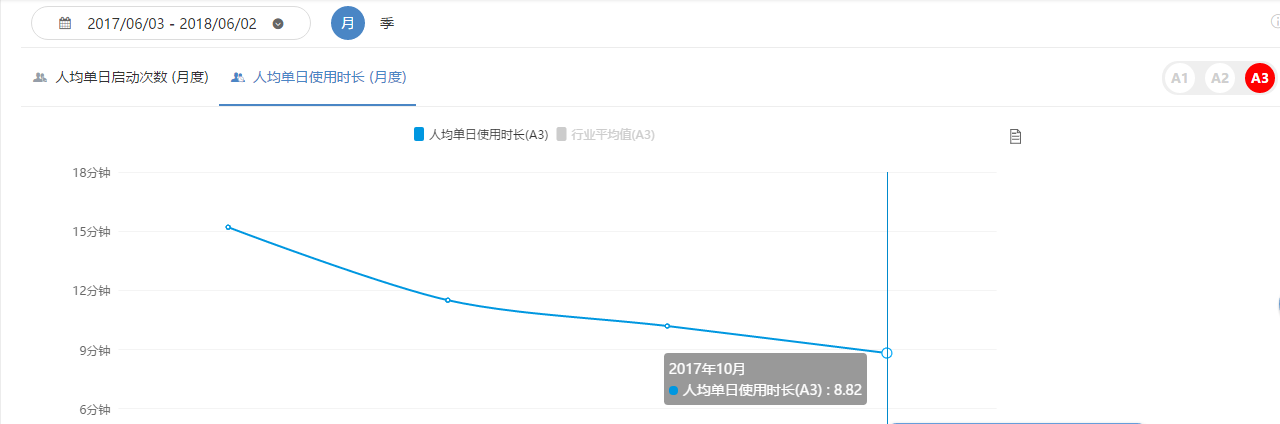 2017/06/03 - 2018/06/02 月 季
人均单日启动次数 (月度) 人均单日使用时长 (月度) A1 A2 A3
人均单日使用时长(A3) 行业平均值(A3)
18分钟
15分钟
12分钟
9分钟
2017年10月
人均单日使用时长(A3) : 8.82
6分钟